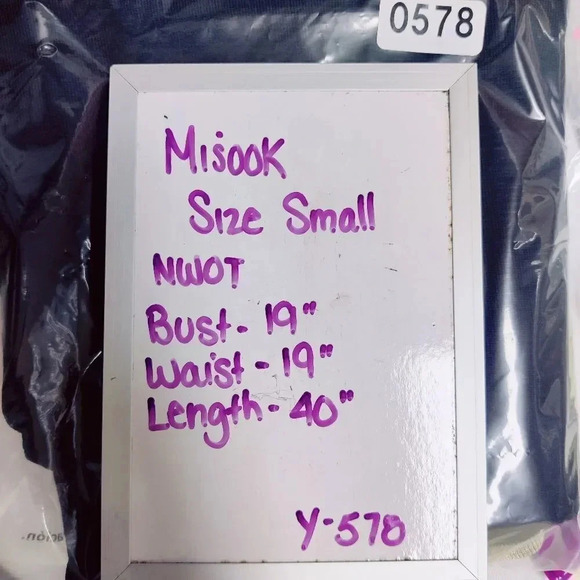 0578
Misook
Size Small
NWOT
Bust - 19"
Waist - 19"
Length - 40"
Y-578